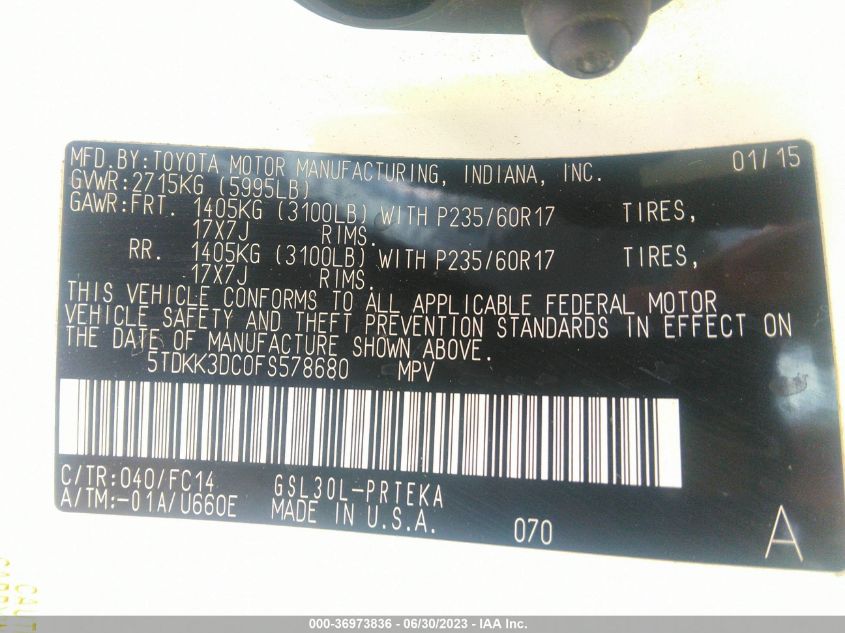 MFD.BY:TOYOTA MOTOR MANUFACTURING, INDIANA, INC. 01/15
GVWR:2715KG (5995LB)
GAWR:FRT. 1405KG (3100LB) WITH P235/60R17 TIRES,
17X7J RIMS.
RR. 1405KG (3100LB) WITH P235/60R17 TIRES,
17X7J RIMS.
THIS VEHICLE CONFORMS TO ALL APPLICABLE FEDERAL MOTOR
VEHICLE SAFETY AND THEFT PREVENTION STANDARDS IN EFFECT ON
THE DATE OF MANUFACTURE SHOWN ABOVE.
5TDKK3DC0FS578680 MPV
C/TR:040/FC14 GSL30L-PRTEKA
A/TM:-01A/U660E MADE IN U.S.A. 070 A
000-36973836 / 06/30/2023 - IAA Inc.